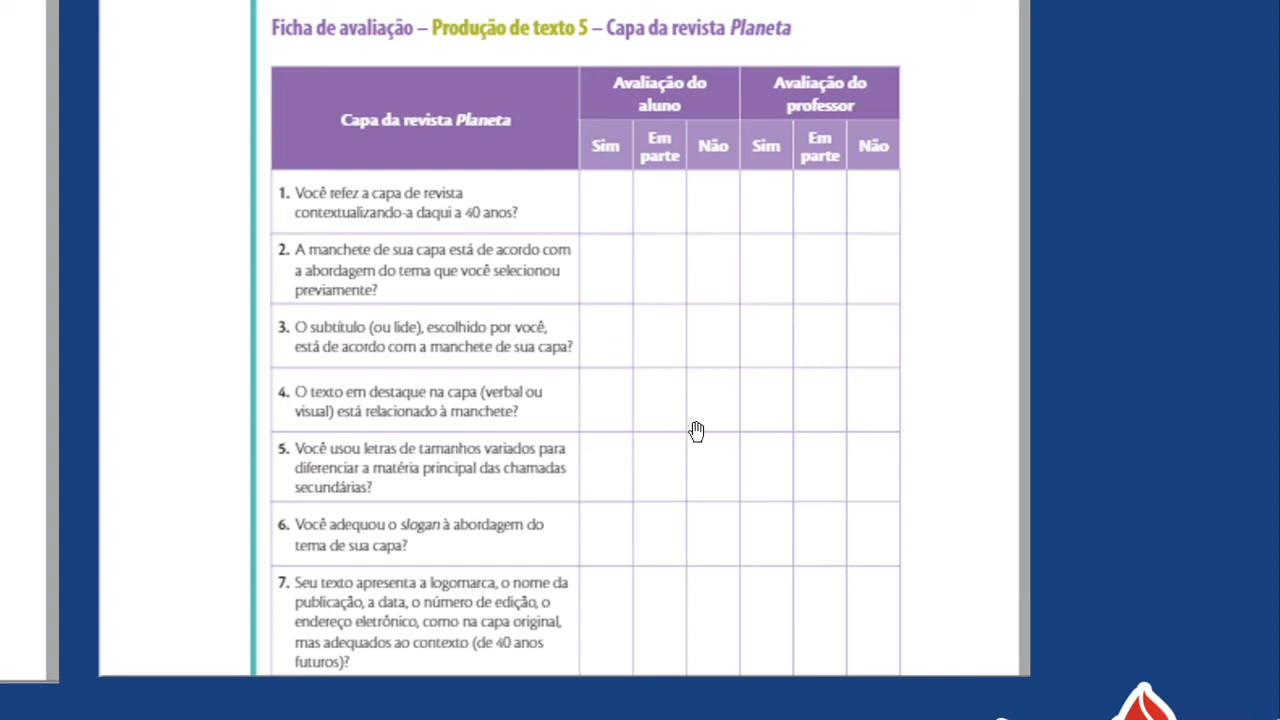 Ficha de avaliação – Produção de texto 5 – Capa da revista Planeta
Capa da revista Planeta
Avaliação do
aluno
Avaliação do
professor
Sim
Em
parte
Não
Sim
Em
parte
Não
1. Você refez a capa de revista
contextualizando-a daqui a 40 anos?
2. A manchete de sua capa está de acordo com
a abordagem do tema que você selecionou
previamente?
3. O subtítulo (ou lide), escolhido por você,
está de acordo com a manchete de sua capa?
4. O texto em destaque na capa (verbal ou
visual) está relacionado à manchete?
5. Você usou letras de tamanhos variados para
diferenciar a matéria principal das chamadas
secundárias?
6. Você adequou o slogan à abordagem do
tema de sua capa?
7. Seu texto apresenta a logomarca, o nome da
publicação, a data, o número de edição, o
endereço eletrônico, como na capa original,
mas adequados ao contexto (de 40 anos
futuros)?